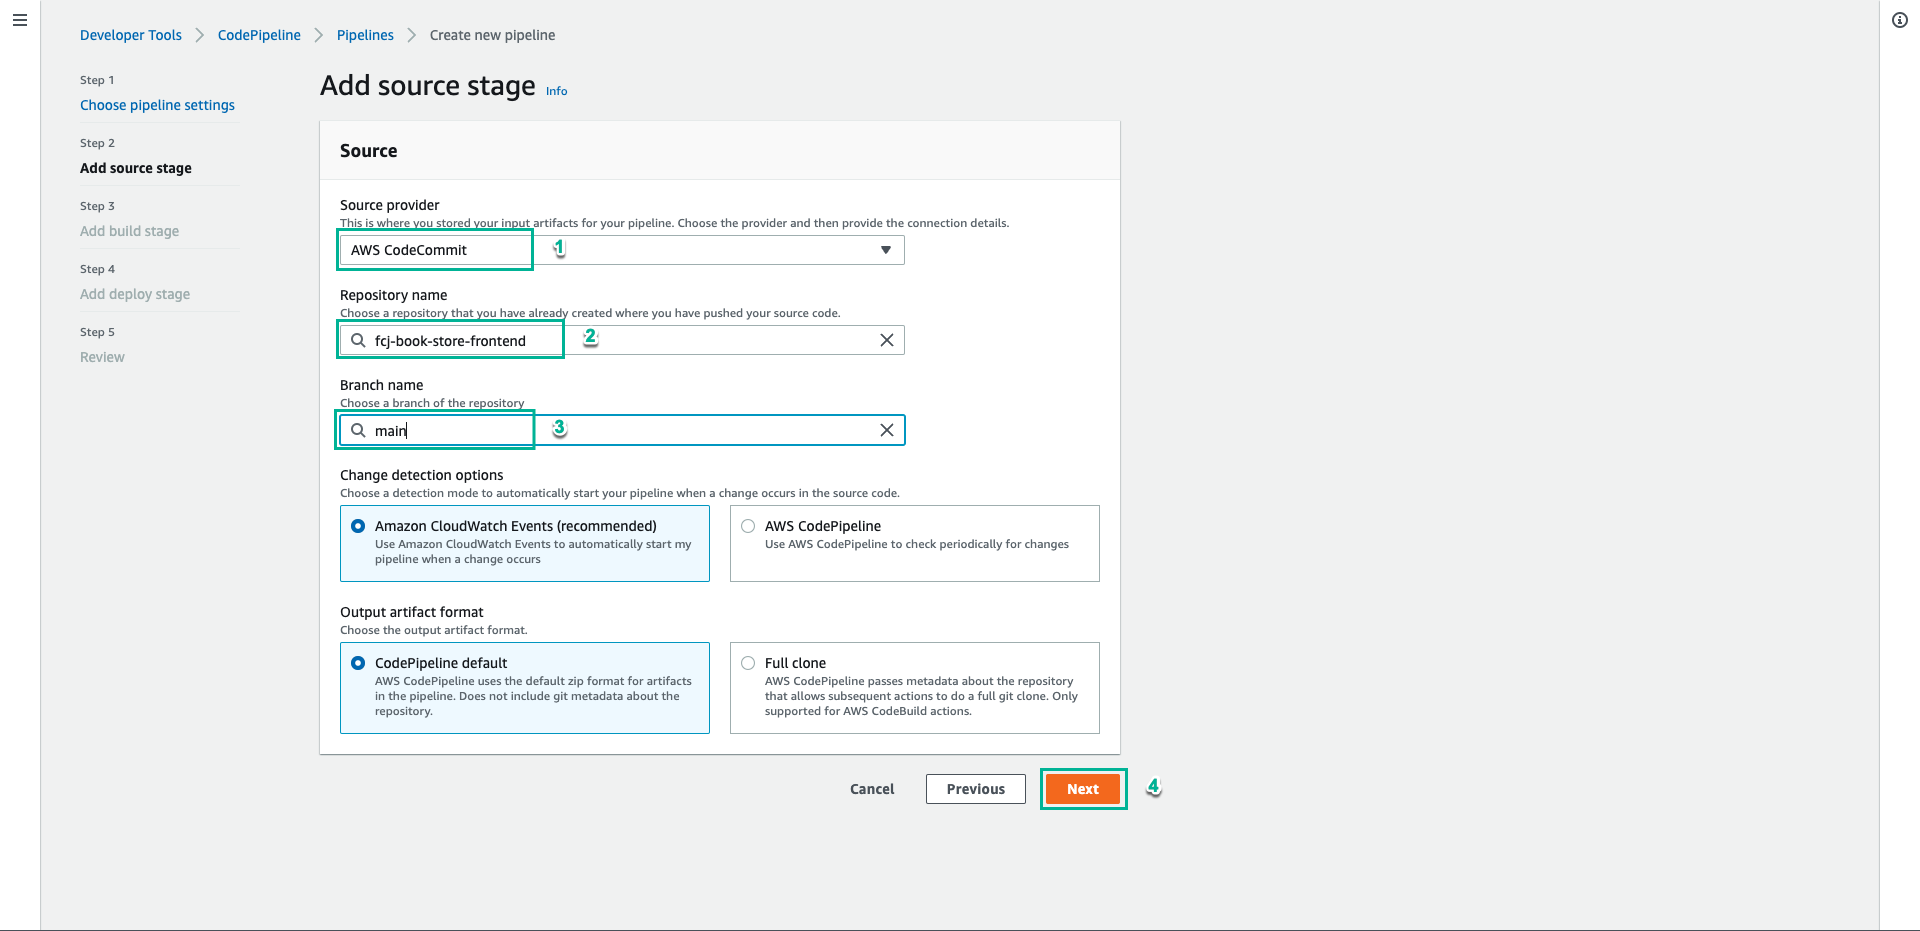 Developer Tools > CodePipeline > Pipelines > Create new pipeline
Step 1
Choose pipeline settings
Step 2
Add source stage
Step 3
Add build stage
Step 4
Add deploy stage
Step 5
Review
Add source stage Info
Source
Source provider
This is where you stored your input artifacts for your pipeline. Choose the provider and then provide the connection details.
AWS CodeCommit 1
Repository name
Choose a repository that you have already created where you have pushed your source code.
fcj-book-store-frontend 2
Branch name
Choose a branch of the repository
main 3
Change detection options
Choose a detection mode to automatically start your pipeline when a change occurs in the source code.
Amazon CloudWatch Events (recommended)
Use Amazon CloudWatch Events to automatically start my
pipeline when a change occurs
AWS CodePipeline
Use AWS CodePipeline to check periodically for changes
Output artifact format
Choose the output artifact format.
CodePipeline default
AWS CodePipeline uses the default zip format for artifacts
in the pipeline. Does not include git metadata about the
repository.
Full clone
AWS CodePipeline passes metadata about the repository
that allows subsequent actions to do a full git clone. Only
supported for AWS CodeBuild actions.
Cancel Previous Next 4